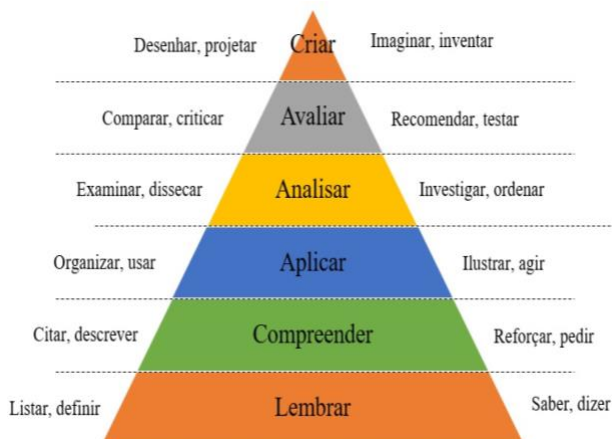 Desenhar, projetar
Criar
Imaginar, inventar
Comparar, criticar
Avaliar
Recomendar, testar
Examinar, dissecar
Analisar
Investigar, ordenar
Organizar, usar
Aplicar
Ilustrar, agir
Citar, descrever
Compreender
Reforçar, pedir
Listar, definir
Lembrar
Saber, dizer